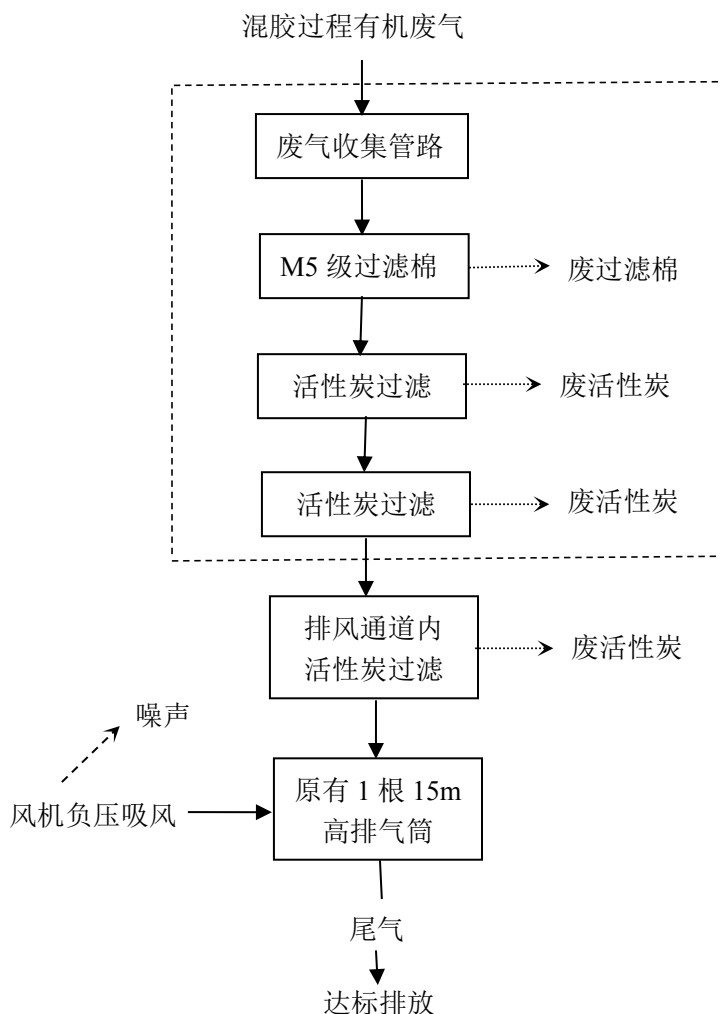 混胶过程有机废气
废气收集管路
M5 级过滤棉
废过滤棉
活性炭过滤
废活性炭
活性炭过滤
废活性炭
排风通道内
活性炭过滤
废活性炭
噪声
风机负压吸风
原有 1 根 15m
高排气筒
尾气
达标排放